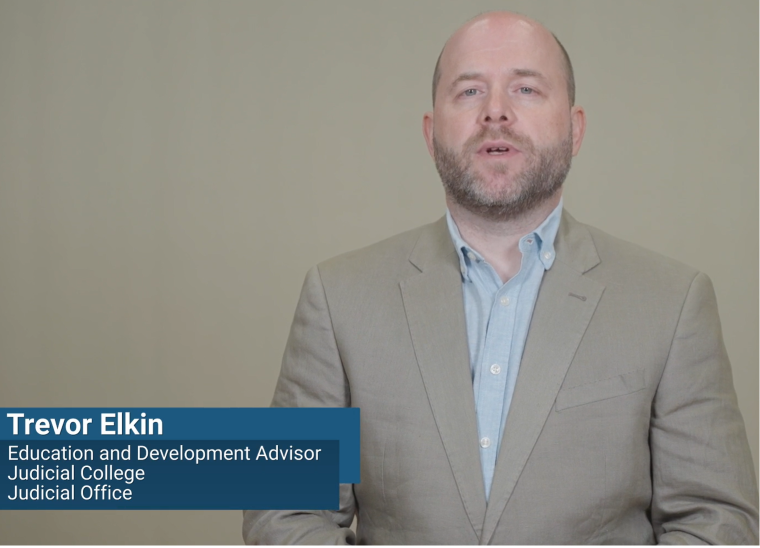 Trevor Elkin
Education and Development Advisor
Judicial College
Judicial Office